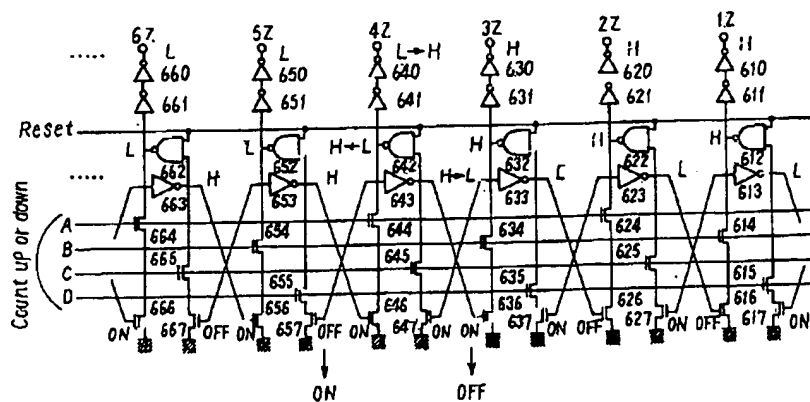 6Z 5Z 4Z 3Z 2Z 1Z
..... L L L→H H H H
660 650 640 630 620 610
661 651 641 631 621 611
Reset
L L H←L H H H
662 652 642 632 622 612
..... H H H→L L L
663 653 643 633 623 613
Count up or down
A
664 654 644 634 624 614
B
665 645 625
C
655 635 615
D
666 656 646 636 626 616
667 657 647 637 627 617
ON OFF ON OFF ON ON ON ON OFF ON OFF ON
ON OFF